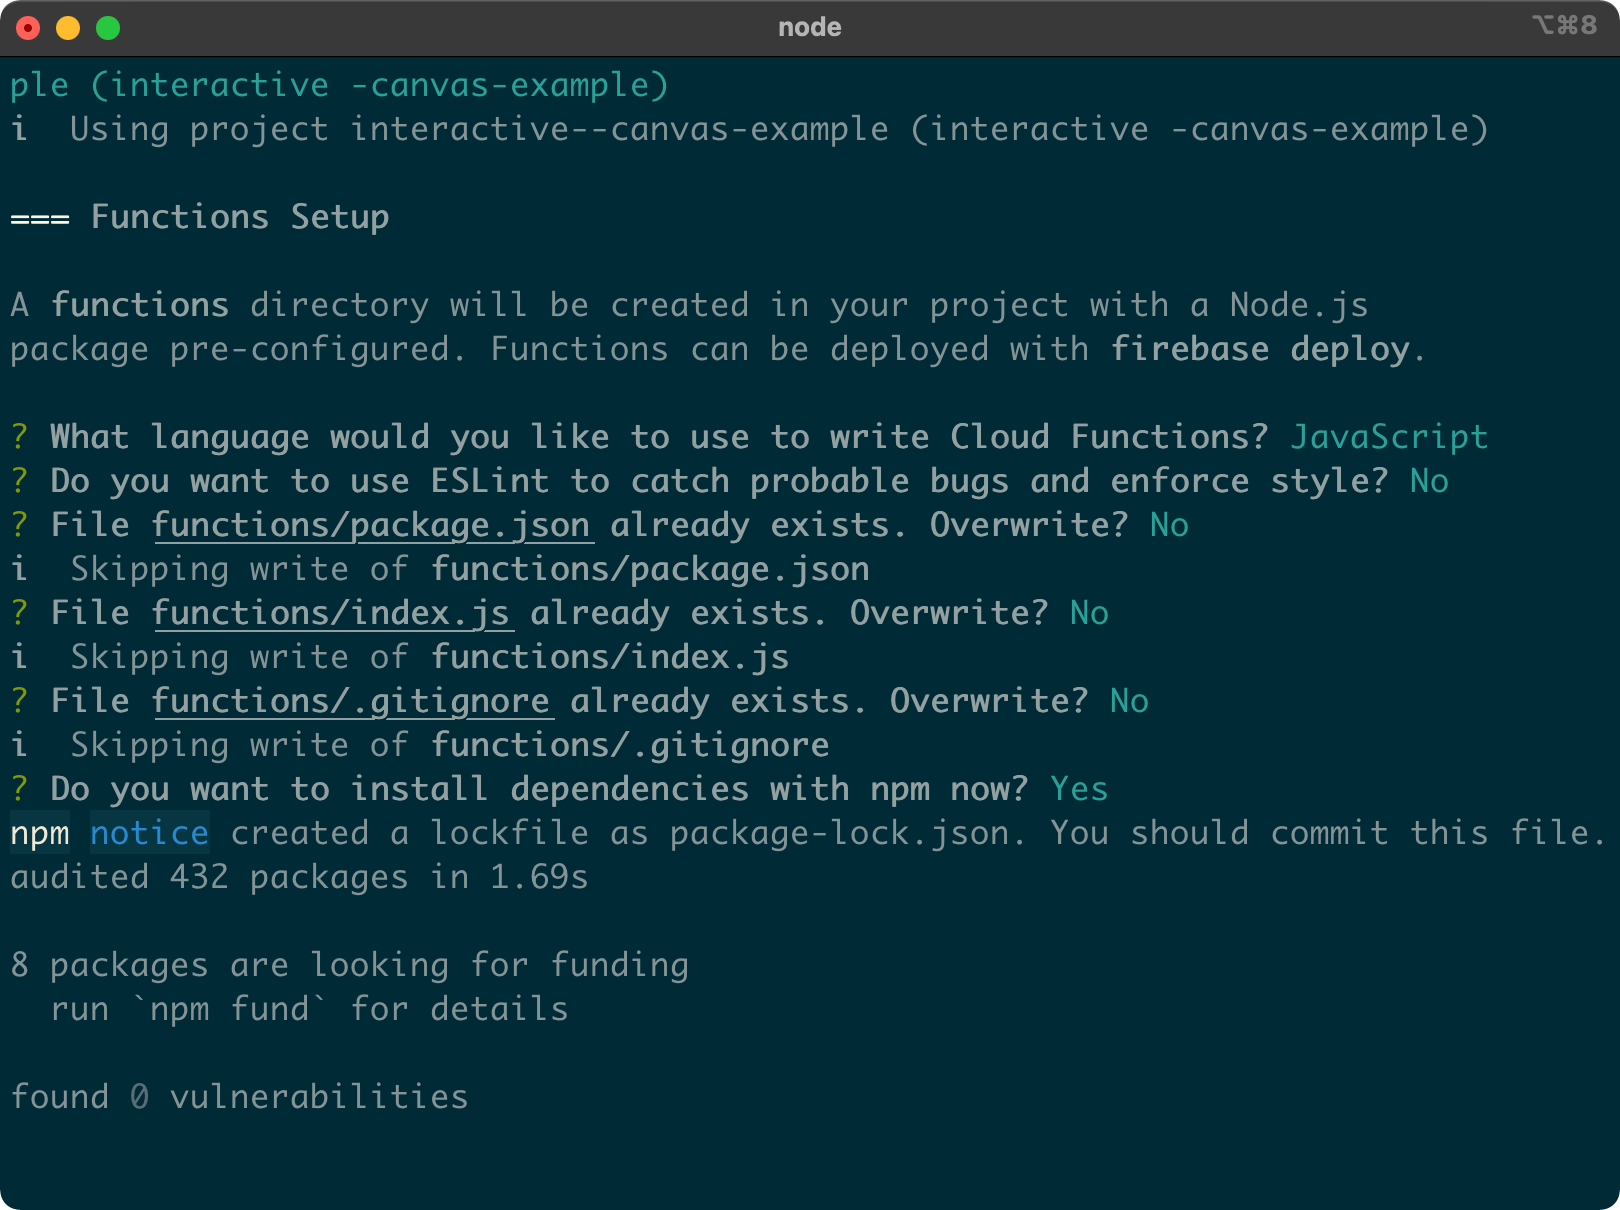 node
⌥⌘8
ple (interactive -canvas-example)
i  Using project interactive--canvas-example (interactive -canvas-example)
=== Functions Setup
A functions directory will be created in your project with a Node.js
package pre-configured. Functions can be deployed with firebase deploy.
? What language would you like to use to write Cloud Functions? JavaScript
? Do you want to use ESLint to catch probable bugs and enforce style? No
? File functions/package.json already exists. Overwrite? No
i  Skipping write of functions/package.json
? File functions/index.js already exists. Overwrite? No
i  Skipping write of functions/index.js
? File functions/.gitignore already exists. Overwrite? No
i  Skipping write of functions/.gitignore
? Do you want to install dependencies with npm now? Yes
npm notice created a lockfile as package-lock.json. You should commit this file.
audited 432 packages in 1.69s
8 packages are looking for funding
  run `npm fund` for details
found 0 vulnerabilities